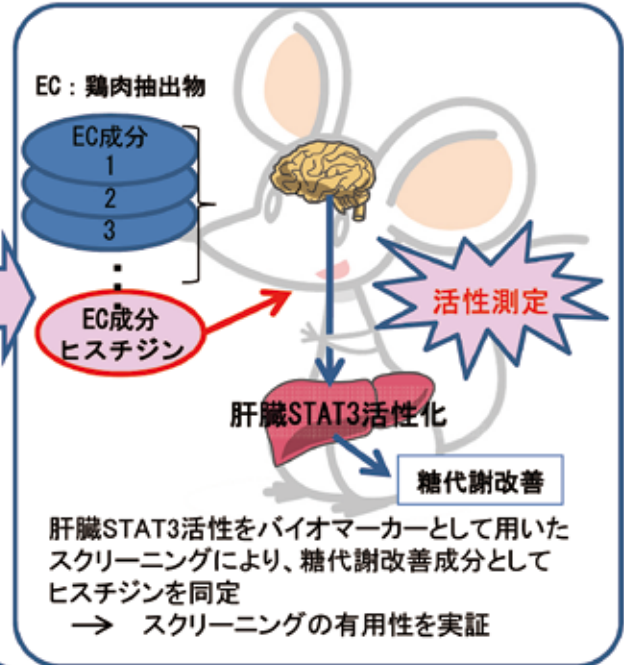 EC：鶏肉抽出物
EC成分
1
2
3
EC成分
ヒスチジン
活性測定
肝臓STAT3活性化
糖代謝改善
肝臓STAT3活性をバイオマーカーとして用いた
スクリーニングにより、糖代謝改善成分として
ヒスチジンを同定
→ スクリーニングの有用性を実証